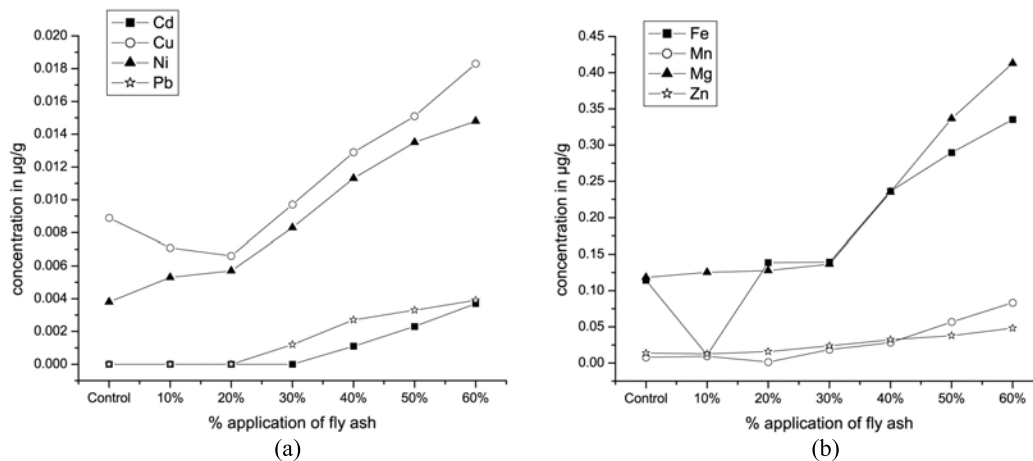 Cd
Cu
Ni
Pb
0.020
0.018
0.016
0.014
0.012
0.010
0.008
0.006
0.004
0.002
0.000
concentration in μg/g
Control 10% 20% 30% 40% 50% 60%
% application of fly ash
(a)
Fe
Mn
Mg
Zn
0.45
0.40
0.35
0.30
0.25
0.20
0.15
0.10
0.05
0.00
concentration in μg/g
Control 10% 20% 30% 40% 50% 60%
% application of fly ash
(b)